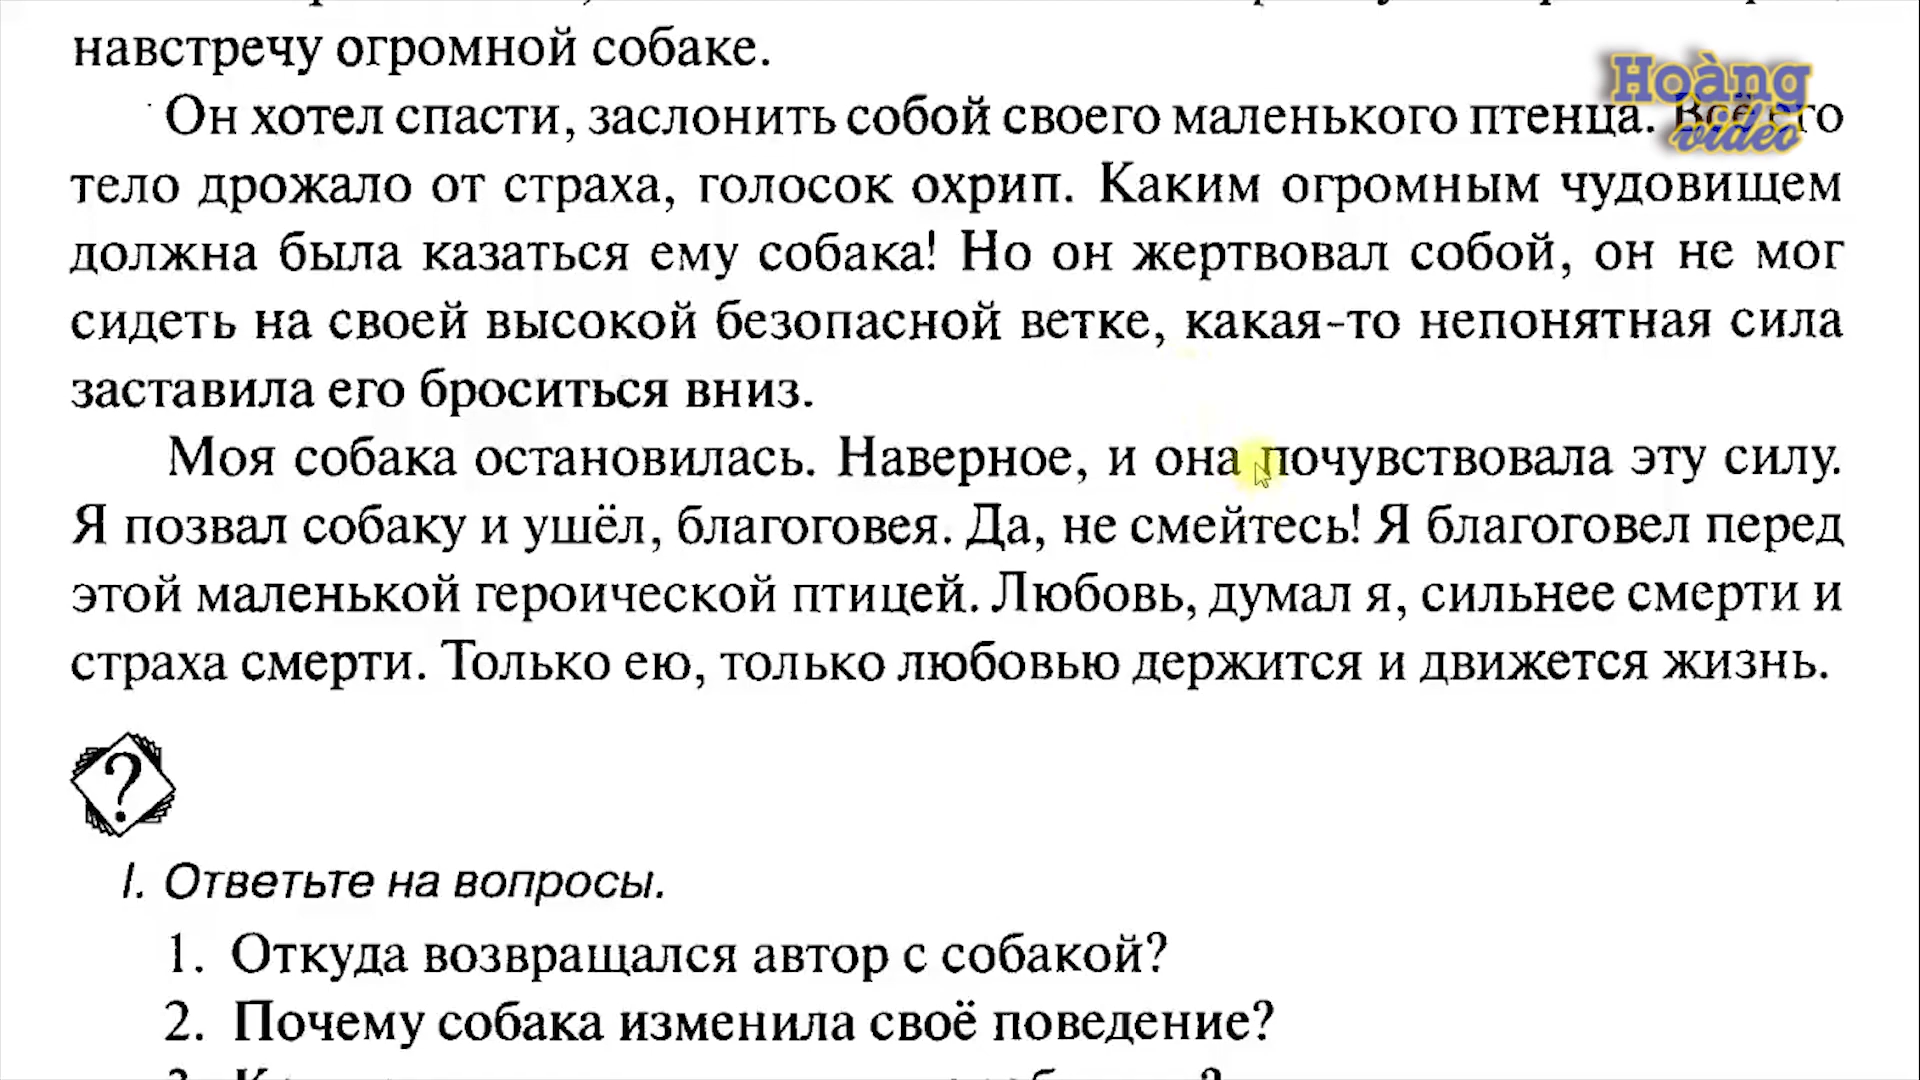 навстречу огромной собаке.
Hoàng
video
Он хотел спасти, заслонить собой своего маленького птенца. Всё его
тело дрожало от страха, голосок охрип. Каким огромным чудовищем
должна была казаться ему собака! Но он жертвовал собой, он не мог
сидеть на своей высокой безопасной ветке, какая-то непонятная сила
заставила его броситься вниз.
Моя собака остановилась. Наверное, и она почувствовала эту силу.
Я позвал собаку и ушёл, благоговея. Да, не смейтесь! Я благоговел перед
этой маленькой героической птицей. Любовь, думал я, сильнее смерти и
страха смерти. Только ею, только любовью держится и движется жизнь.
?
I. Ответьте на вопросы.
1. Откуда возвращался автор с собакой?
2. Почему собака изменила своё поведение?